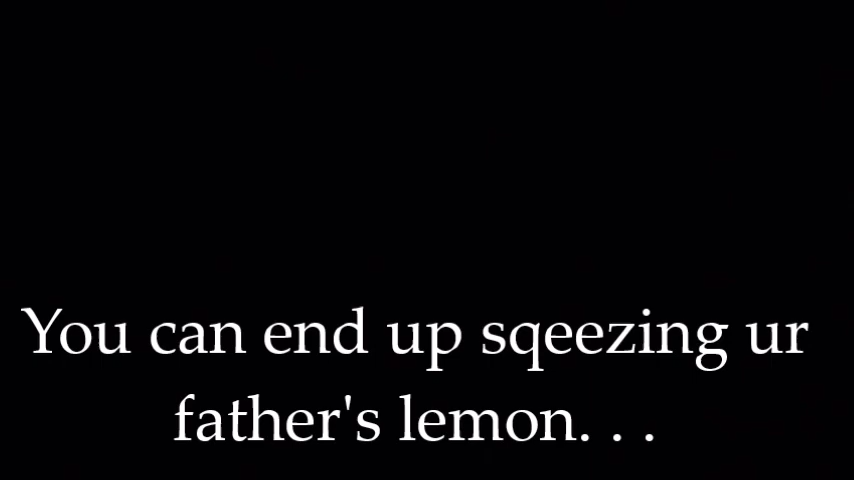 You can end up sqeezing ur
father's lemon. . .